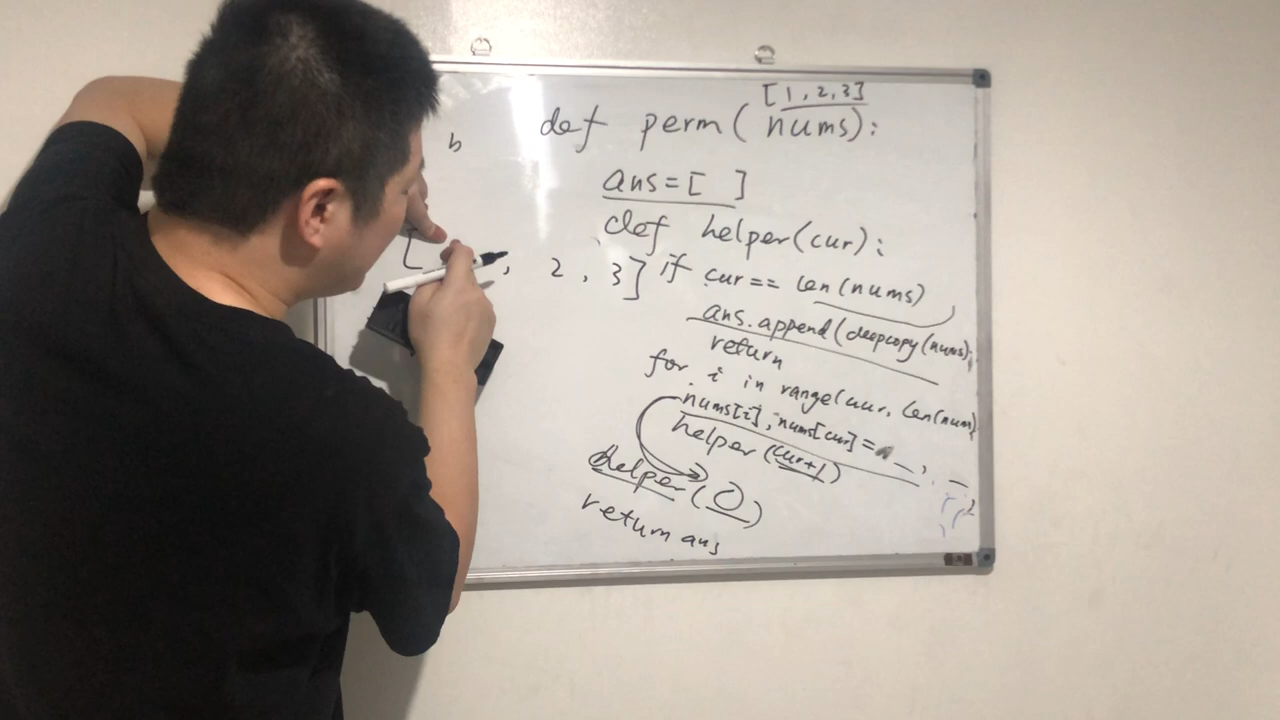 [1,2,3]
def perm(nums):
b
ans=[ ]
def helper(cur):
[ , 2, 3]
if cur== len(nums)
ans.append(deepcopy(nums)
return
for i in range(cur, len(num)
nums[i], nums[cur] =
helper(cur+1)
helper(0)
return ans